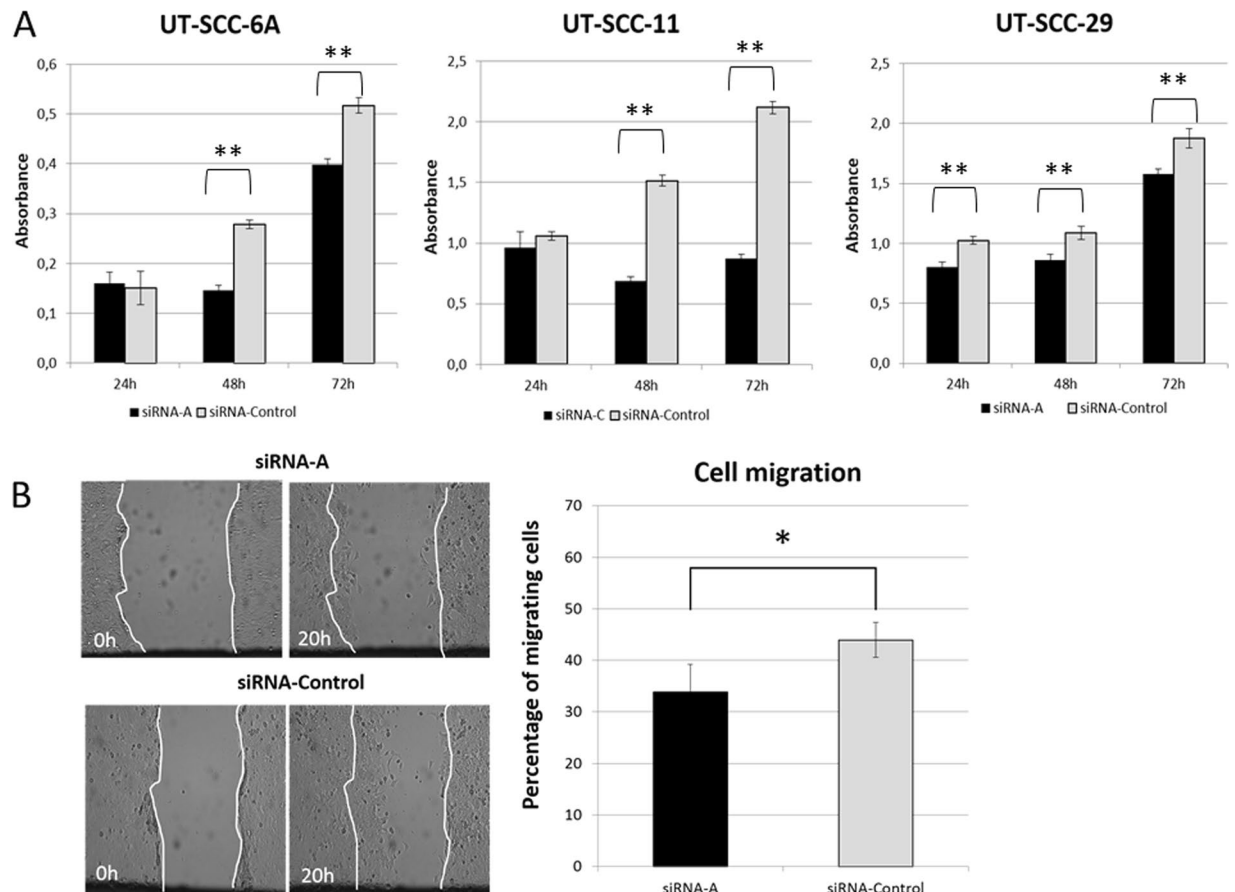 A
UT-SCC-6A
UT-SCC-11
UT-SCC-29
Absorbance
0,6
0,5
0,4
0,3
0,2
0,1
0,0
**
**
24h 48h 72h
siRNA-A siRNA-Control
Absorbance
2,5
2,0
1,5
1,0
0,5
0,0
**
**
24h 48h 72h
siRNA-C siRNA-Control
Absorbance
2,5
2,0
1,5
1,0
0,5
0,0
**
**
**
24h 48h 72h
siRNA-A siRNA-Control
B
siRNA-A
0h
20h
siRNA-Control
0h
20h
Cell migration
Percentage of migrating cells
70
60
50
40
30
20
10
0
*
siRNA-A siRNA-Control